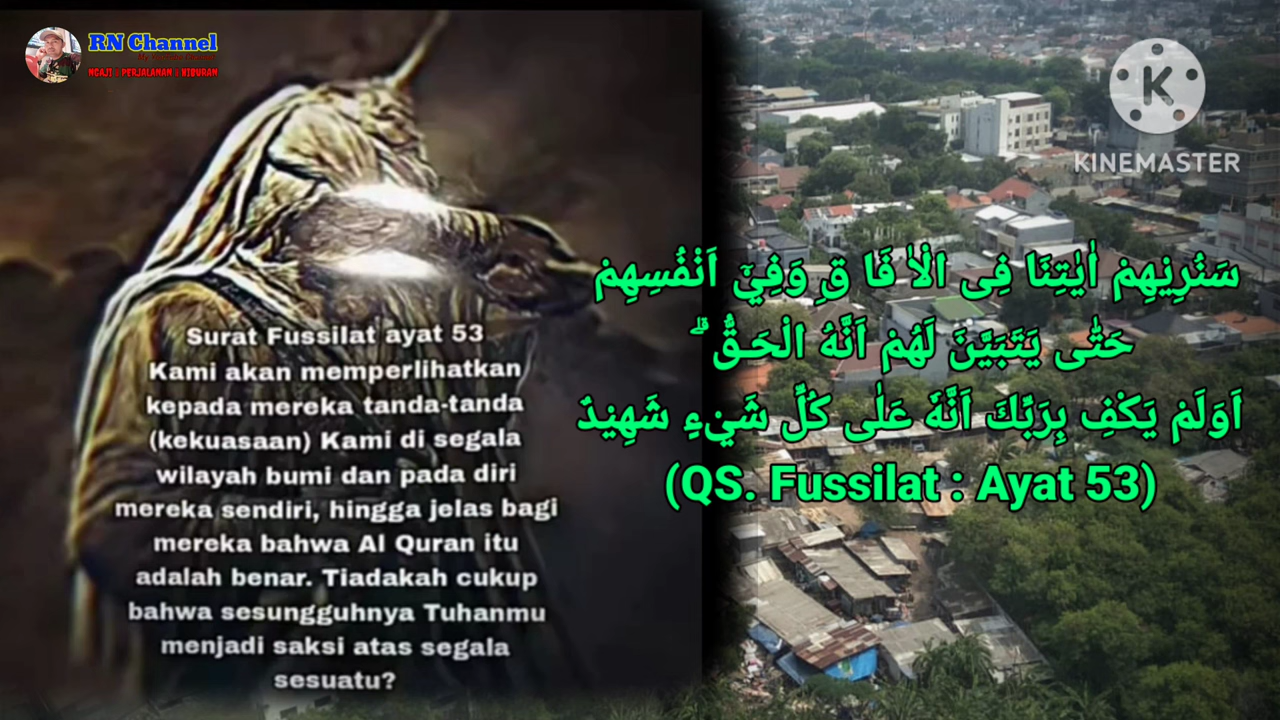 RN Channel
NGAJI | PERJALANAN | HIBURAN
K
KINEMASTER
Surat Fussilat ayat 53
Kami akan memperlihatkan
kepada mereka tanda-tanda
(kekuasaan) Kami di segala
wilayah bumi dan pada diri
mereka sendiri, hingga jelas bagi
mereka bahwa Al Quran itu
adalah benar. Tiadakah cukup
bahwa sesungguhnya Tuhanmu
menjadi saksi atas segala
sesuatu?
سَنُرِيْهِمْ اٰيٰتِنَا فِى الْاٰ فَا قِ وَفِيْۤ اَنْفُسِهِمْ
حَتّٰى يَتَبَيَّنَ لَهُمْ اَنَّهُ الْحَـقُّ ۗ
اَوَلَمْ يَكْفِ بِرَبِّكَ اَنَّهٗ عَلٰى كُلِّ شَيْءٍ شَهِيْدٌ
(QS. Fussilat : Ayat 53)